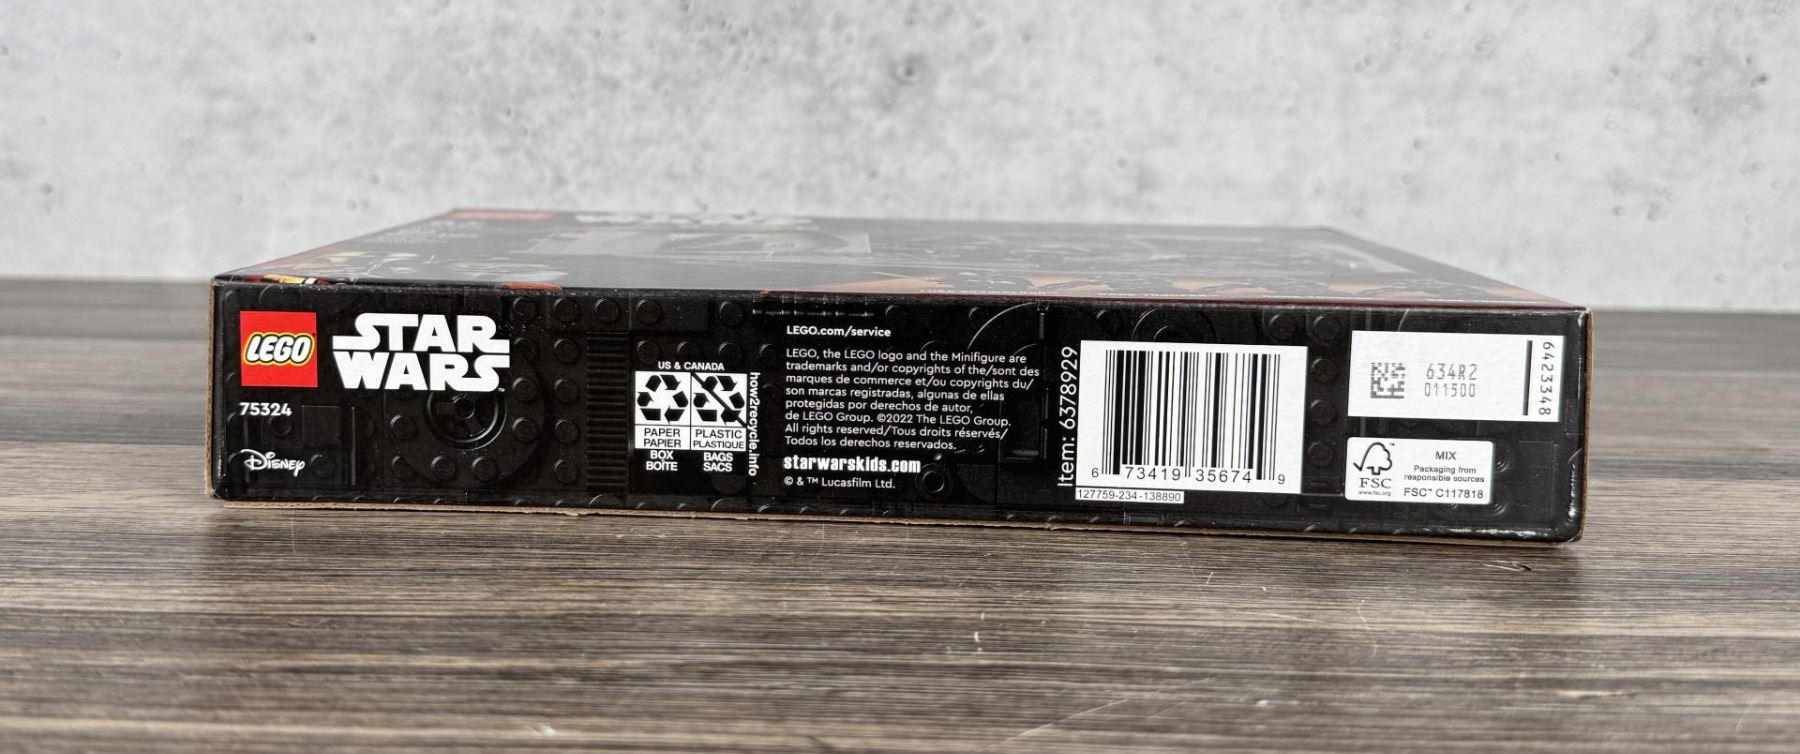 LEGO
STAR
WARS™
75324
Disney
US & CANADA
PAPER
PAPIER
BOX
BOÎTE
PLASTIC
PLASTIQUE
BAGS
SACS
how2recycle.info
LEGO.com/service
LEGO, the LEGO logo and the Minifigure are
trademarks and/or copyrights of the/sont des
marques de commerce et/ou copyrights du/
son marcas registradas, algunas de ellas
protegidas por derechos de autor,
de LEGO Group. ©2022 The LEGO Group.
All rights reserved/Tous droits réservés/
Todos los derechos reservados.
starwarskids.com
© & ™ Lucasfilm Ltd.
Item: 6378929
6 73419 35674 9
127759-234-138890
634R2
011500
6423348
FSC
www.fsc.org
MIX
Packaging from
responsible sources
FSC™ C117818